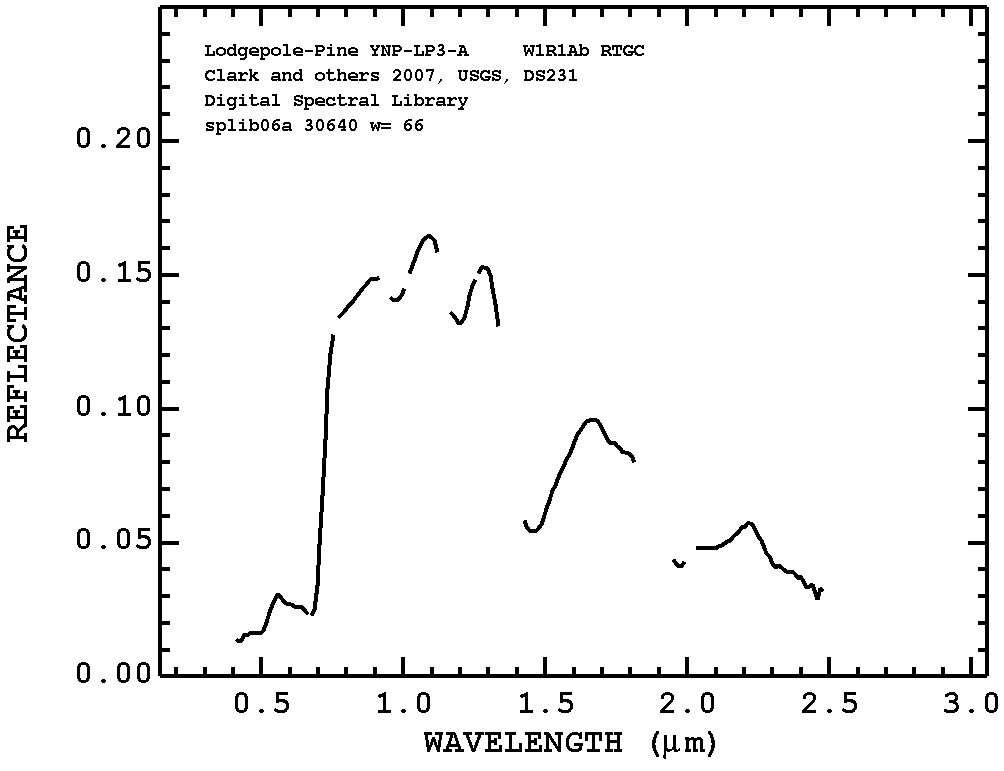 Lodgepole-Pine YNP-LP3-A W1R1Ab RTGC
Clark and others 2007, USGS, DS231
Digital Spectral Library
splib06a 30640 w= 66
REFLECTANCE
0.20
0.15
0.10
0.05
0.00
0.5 1.0 1.5 2.0 2.5 3.0
WAVELENGTH (μm)